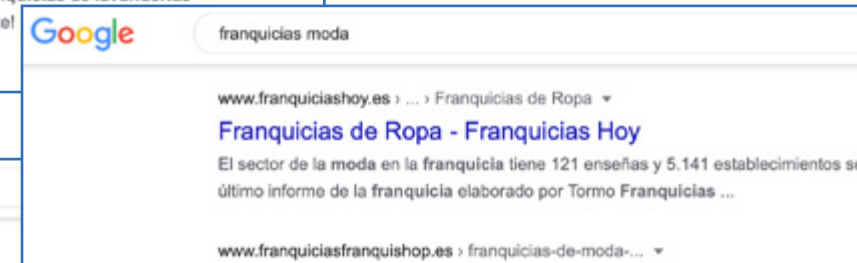 e!
Google
franquicias moda
www.franquiciashoy.es › ... › Franquicias de Ropa
Franquicias de Ropa - Franquicias Hoy
El sector de la moda en la franquicia tiene 121 enseñas y 5.141 establecimientos
último informe de la franquicia elaborado por Tormo Franquicias ...
www.franquiciasfranquishop.es › franquicias-de-moda-...